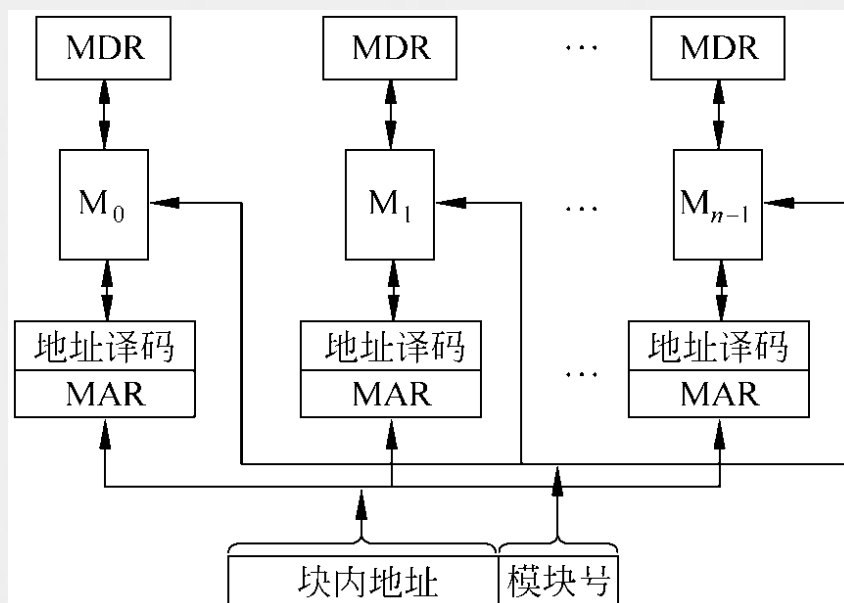 MDR MDR … MDR
M0 M1 … Mn-1
地址译码 地址译码 … 地址译码
MAR MAR MAR
块内地址 模块号